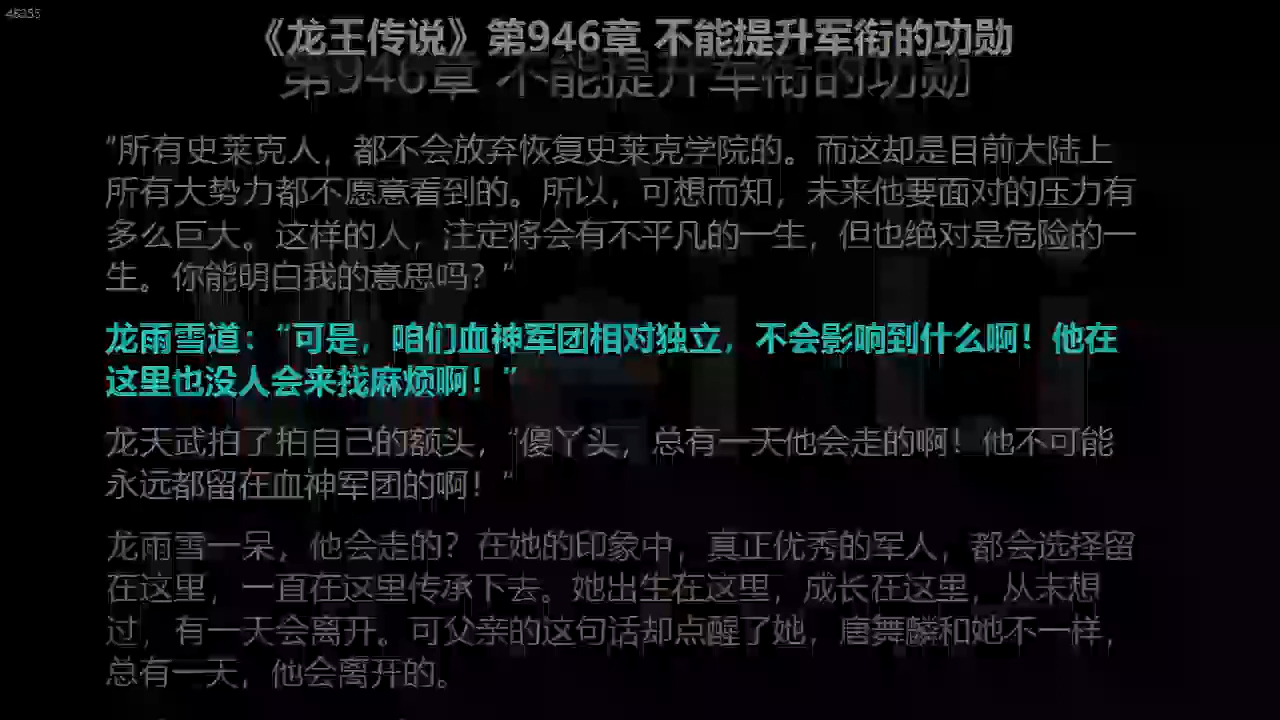 《龙王传说》第946章 不能提升军衔的功勋
第946章 不能提升军衔的功勋
“所有史莱克人，都不会放弃恢复史莱克学院的。而这却是目前大陆上
所有大势力都不愿意看到的。所以，可想而知，未来他要面对的压力有
多么巨大。这样的人，注定将会有不平凡的一生，但也绝对是危险的一
生。你能明白我的意思吗？”
龙雨雪道：“可是，咱们血神军团相对独立，不会影响到什么啊！他在
这里也没人会来找麻烦啊！”
龙天武拍了拍自己的额头，“傻丫头，总有一天他会走的啊！他不可能
永远都留在血神军团的啊！”
龙雨雪一呆，他会走的？在她的印象中，真正优秀的军人，都会选择留
在这里，一直在这里传承下去。她出生在这里，成长在这里，从未想
过，有一天会离开。可父亲的这句话却点醒了她，唐舞麟和她不一样，
总有一天，他会离开的。